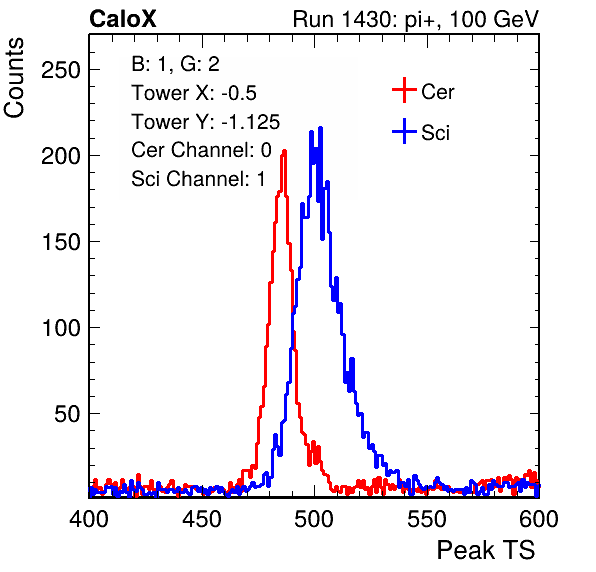 CaloX Run 1430: pi+, 100 GeV
B: 1, G: 2
Tower X: -0.5
Tower Y: -1.125
Cer Channel: 0
Sci Channel: 1
Cer
Sci
Counts
250
200
150
100
50
400 450 500 550 600
Peak TS